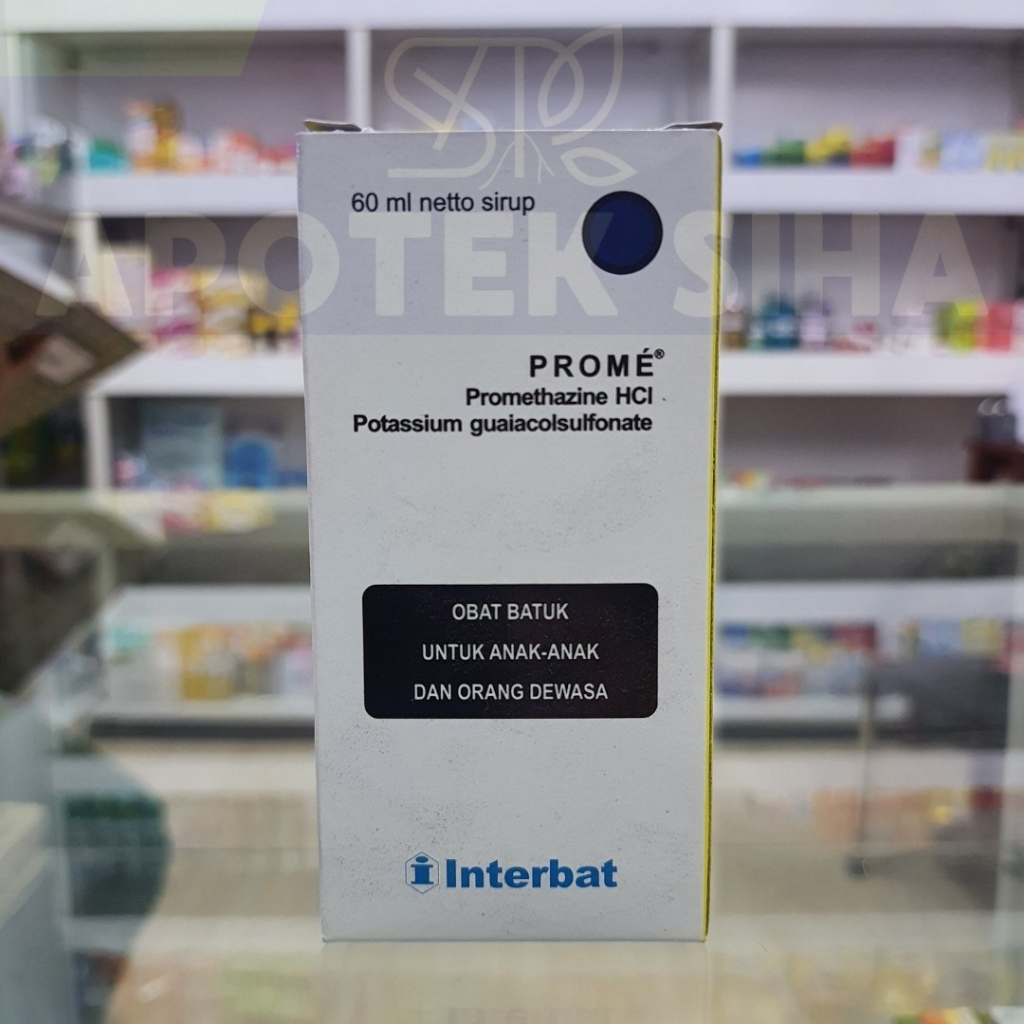 60 ml netto sirup
APOTEK SIHA
PROMÉ®
Promethazine HCl
Potassium guaiacolsulfonate
OBAT BATUK
UNTUK ANAK-ANAK
DAN ORANG DEWASA
Interbat